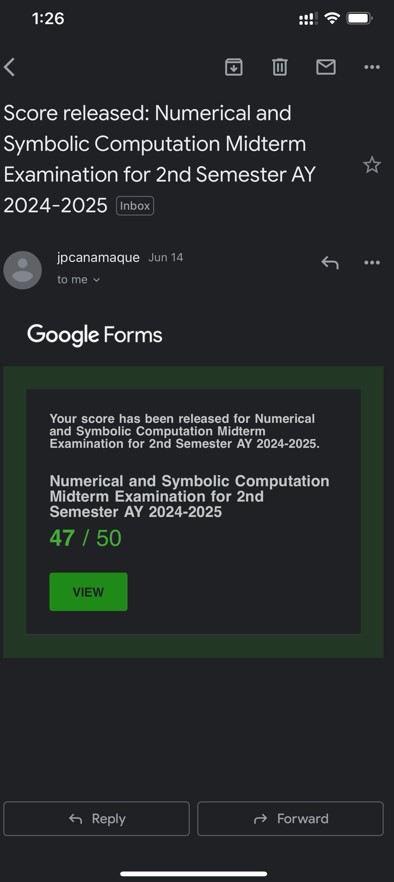 1:26
Score released: Numerical and
Symbolic Computation Midterm
Examination for 2nd Semester AY
2024-2025 Inbox
jpcanamaque Jun 14
to me
Google Forms
Your score has been released for Numerical
and Symbolic Computation Midterm
Examination for 2nd Semester AY 2024-2025.
Numerical and Symbolic Computation
Midterm Examination for 2nd
Semester AY 2024-2025
47 / 50
VIEW
Reply Forward